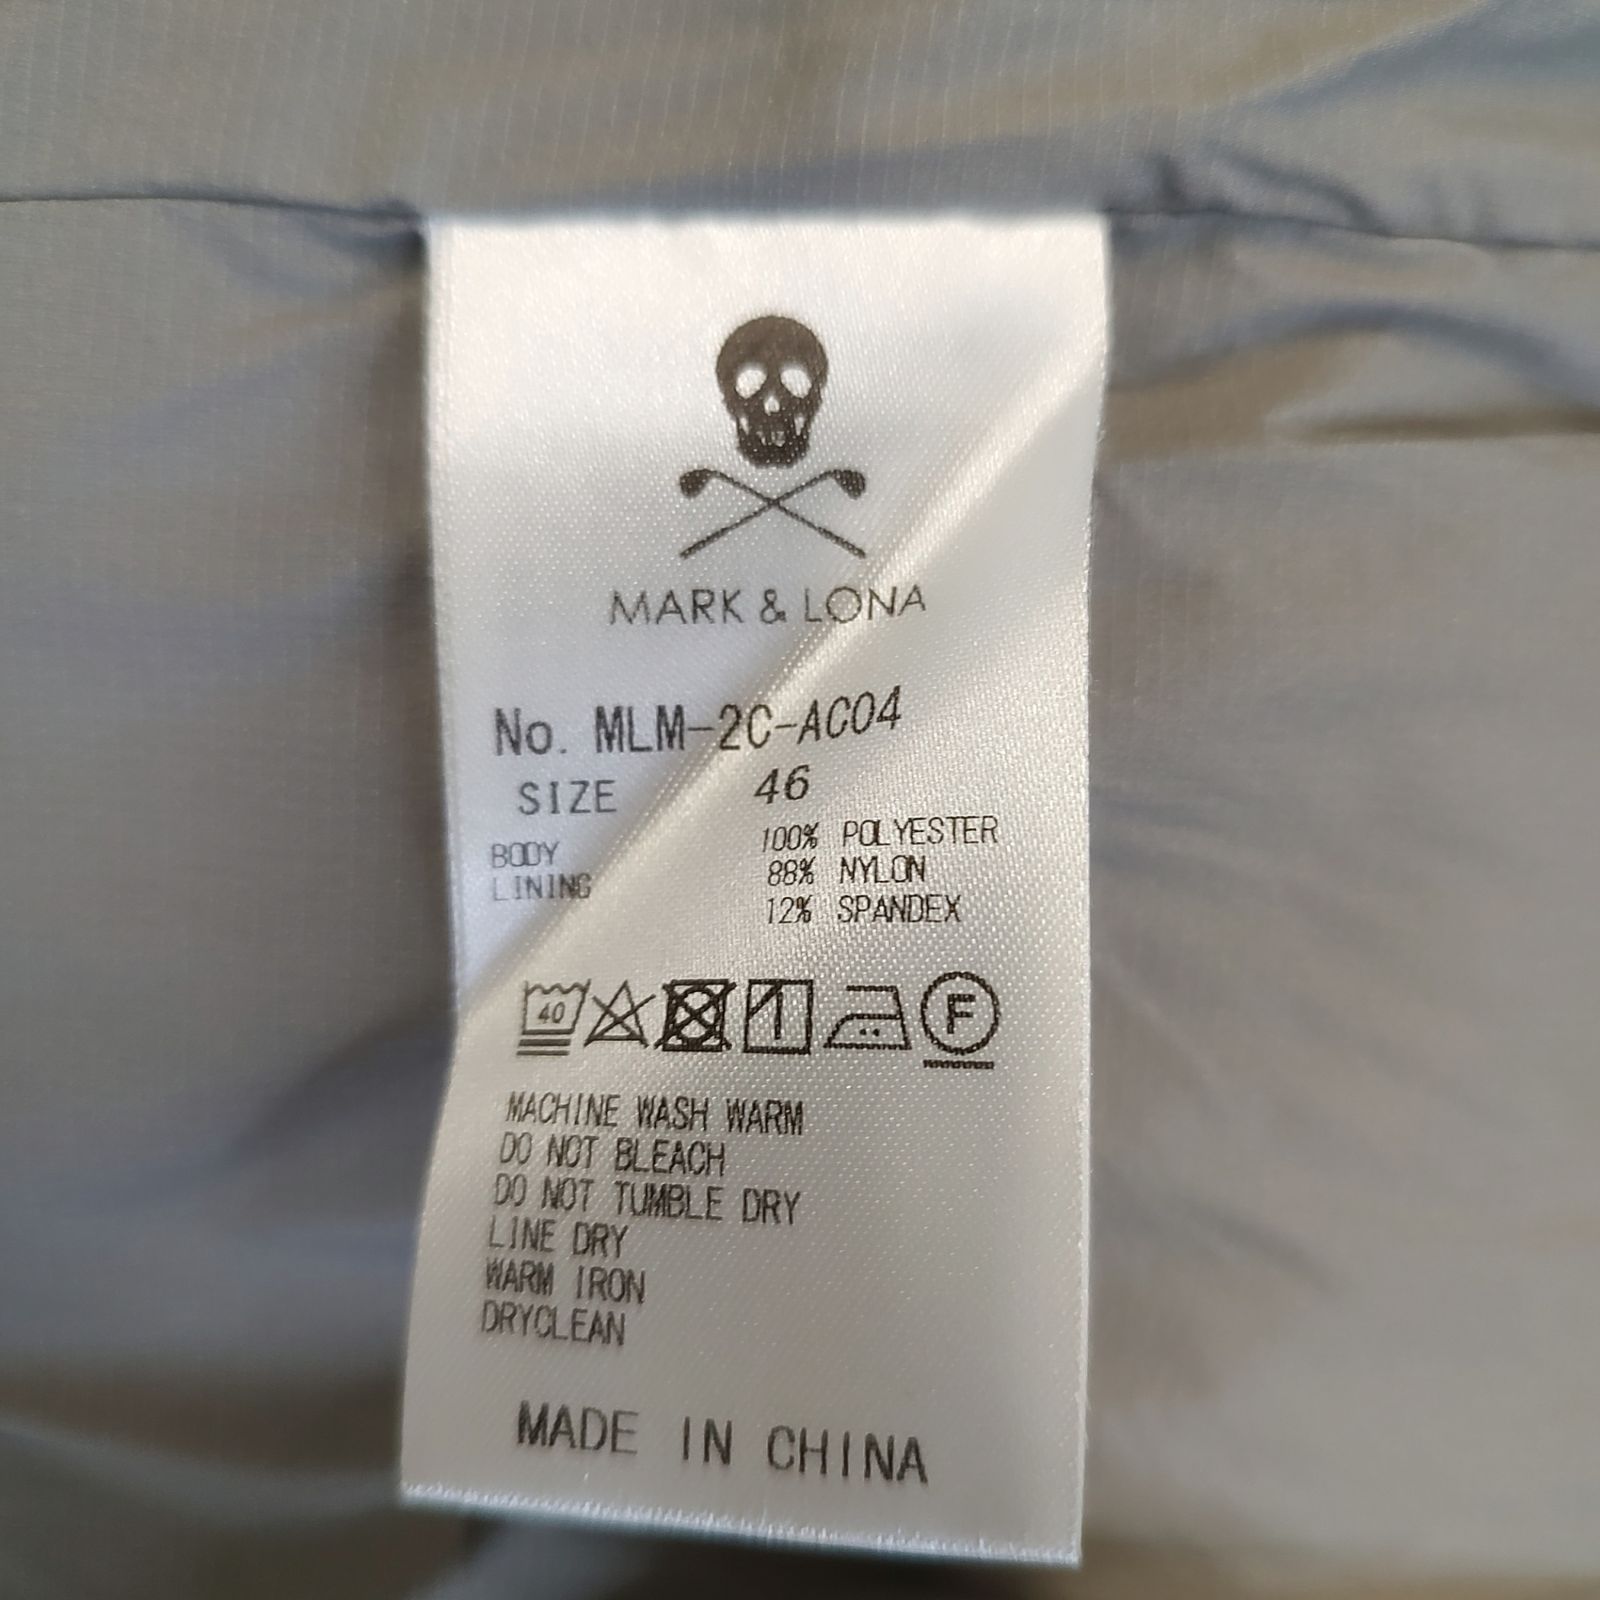 MARK & LONA
No. MLM-2C-AC04
SIZE 46
BODY 100% POLYESTER
LINING 88% NYLON
12% SPANDEX
40 F
MACHINE WASH WARM
DO NOT BLEACH
DO NOT TUMBLE DRY
LINE DRY
WARM IRON
DRYCLEAN
MADE IN CHINA